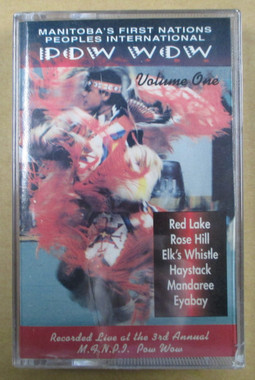 MANITOBA'S FIRST NATIONS
PEOPLES INTERNATIONAL
POW WOW
Volume One
Red Lake
Rose Hill
Elk's Whistle
Haystack
Mandaree
Eyabay
Recorded Live at the 3rd Annual
M.F.N.P.I. Pow Wow